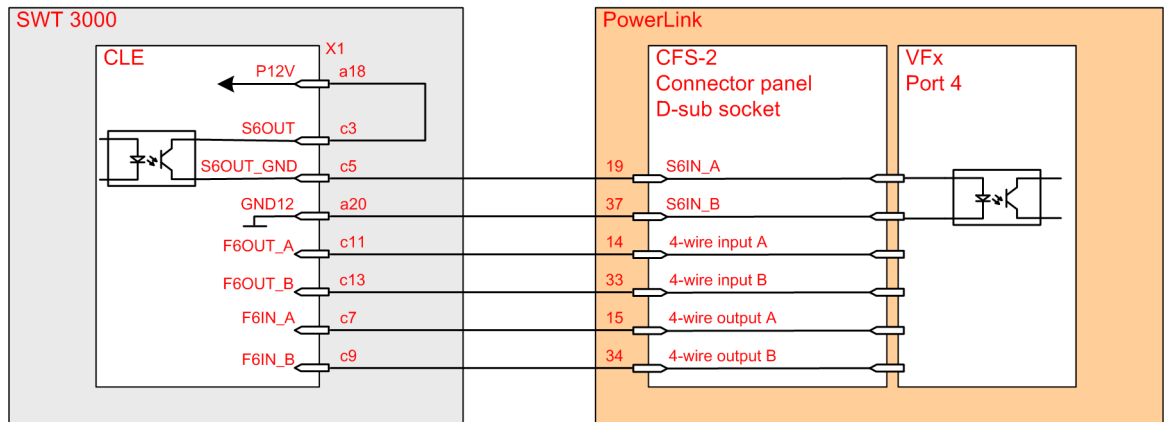 SWT 3000
PowerLink
CLE
X1
CFS-2
Connector panel
D-sub socket
VFx
Port 4
P12V a18
S6OUT c3
S6OUT_GND c5 19 S6IN_A
GND12 a20 37 S6IN_B
F6OUT_A c11 14 4-wire input A
F6OUT_B c13 33 4-wire input B
F6IN_A c7 15 4-wire output A
F6IN_B c9 34 4-wire output B